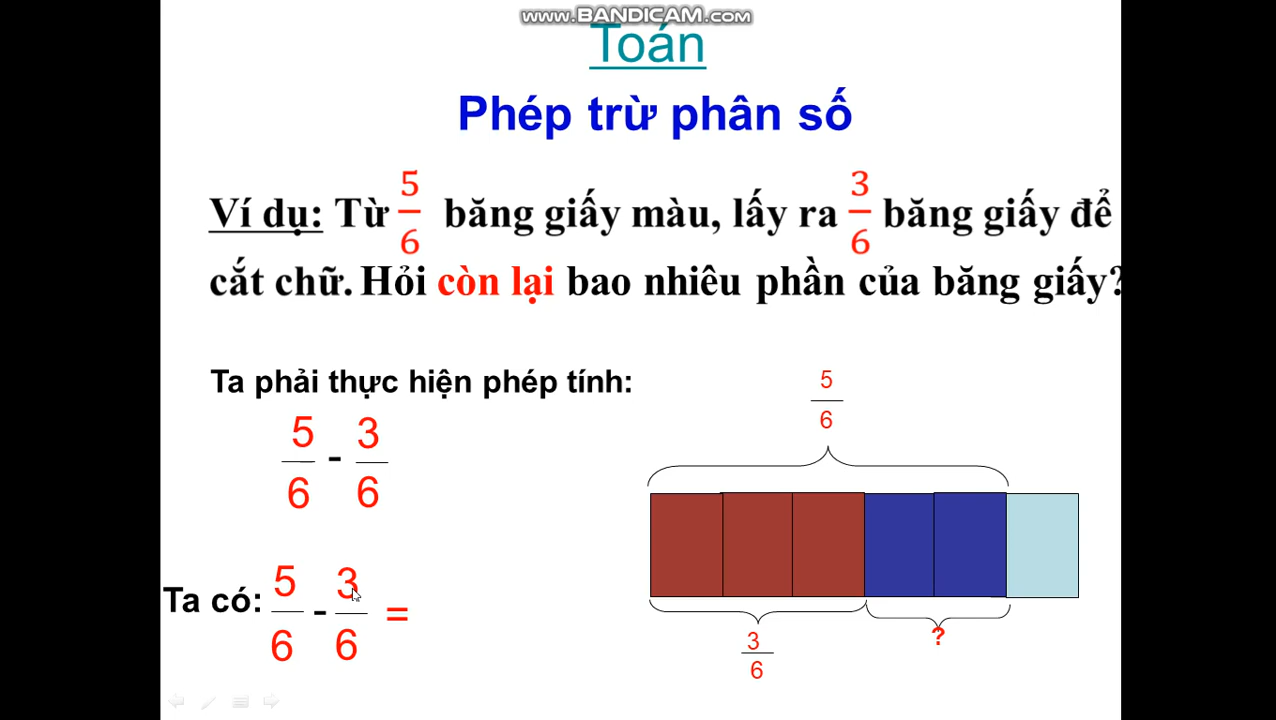 WWW.BANDICAM.COM
Toán
Phép trừ phân số
Ví dụ: Từ 5/6 băng giấy màu, lấy ra 3/6 băng giấy để
cắt chữ. Hỏi còn lại bao nhiêu phần của băng giấy?
Ta phải thực hiện phép tính:
5/6 - 3/6
Ta có: 5/6 - 3/6 =
5/6
3/6
?